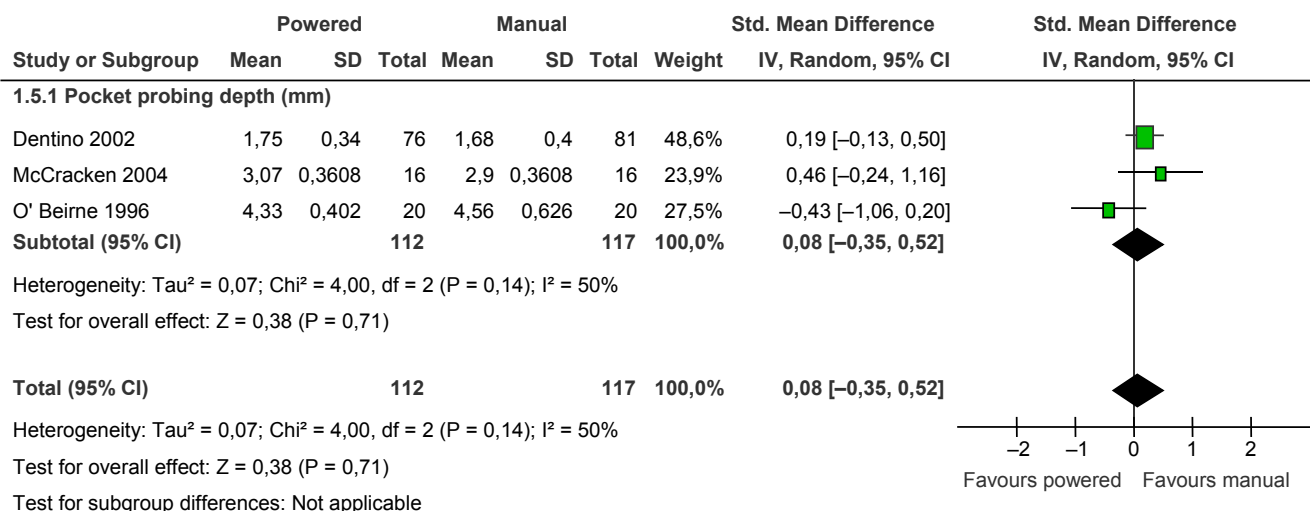 Powered Manual Std. Mean Difference Std. Mean Difference
Study or Subgroup Mean SD Total Mean SD Total Weight IV, Random, 95% CI IV, Random, 95% CI
1.5.1 Pocket probing depth (mm)
Dentino 2002 1,75 0,34 76 1,68 0,4 81 48,6% 0,19 [–0,13, 0,50]
McCracken 2004 3,07 0,3608 16 2,9 0,3608 16 23,9% 0,46 [–0,24, 1,16]
O' Beirne 1996 4,33 0,402 20 4,56 0,626 20 27,5% –0,43 [–1,06, 0,20]
Subtotal (95% CI) 112 117 100,0% 0,08 [–0,35, 0,52]
Heterogeneity: Tau² = 0,07; Chi² = 4,00, df = 2 (P = 0,14); I² = 50%
Test for overall effect: Z = 0,38 (P = 0,71)
Total (95% CI) 112 117 100,0% 0,08 [–0,35, 0,52]
Heterogeneity: Tau² = 0,07; Chi² = 4,00, df = 2 (P = 0,14); I² = 50%
Test for overall effect: Z = 0,38 (P = 0,71)
Test for subgroup differences: Not applicable
–2 –1 0 1 2
Favours powered Favours manual